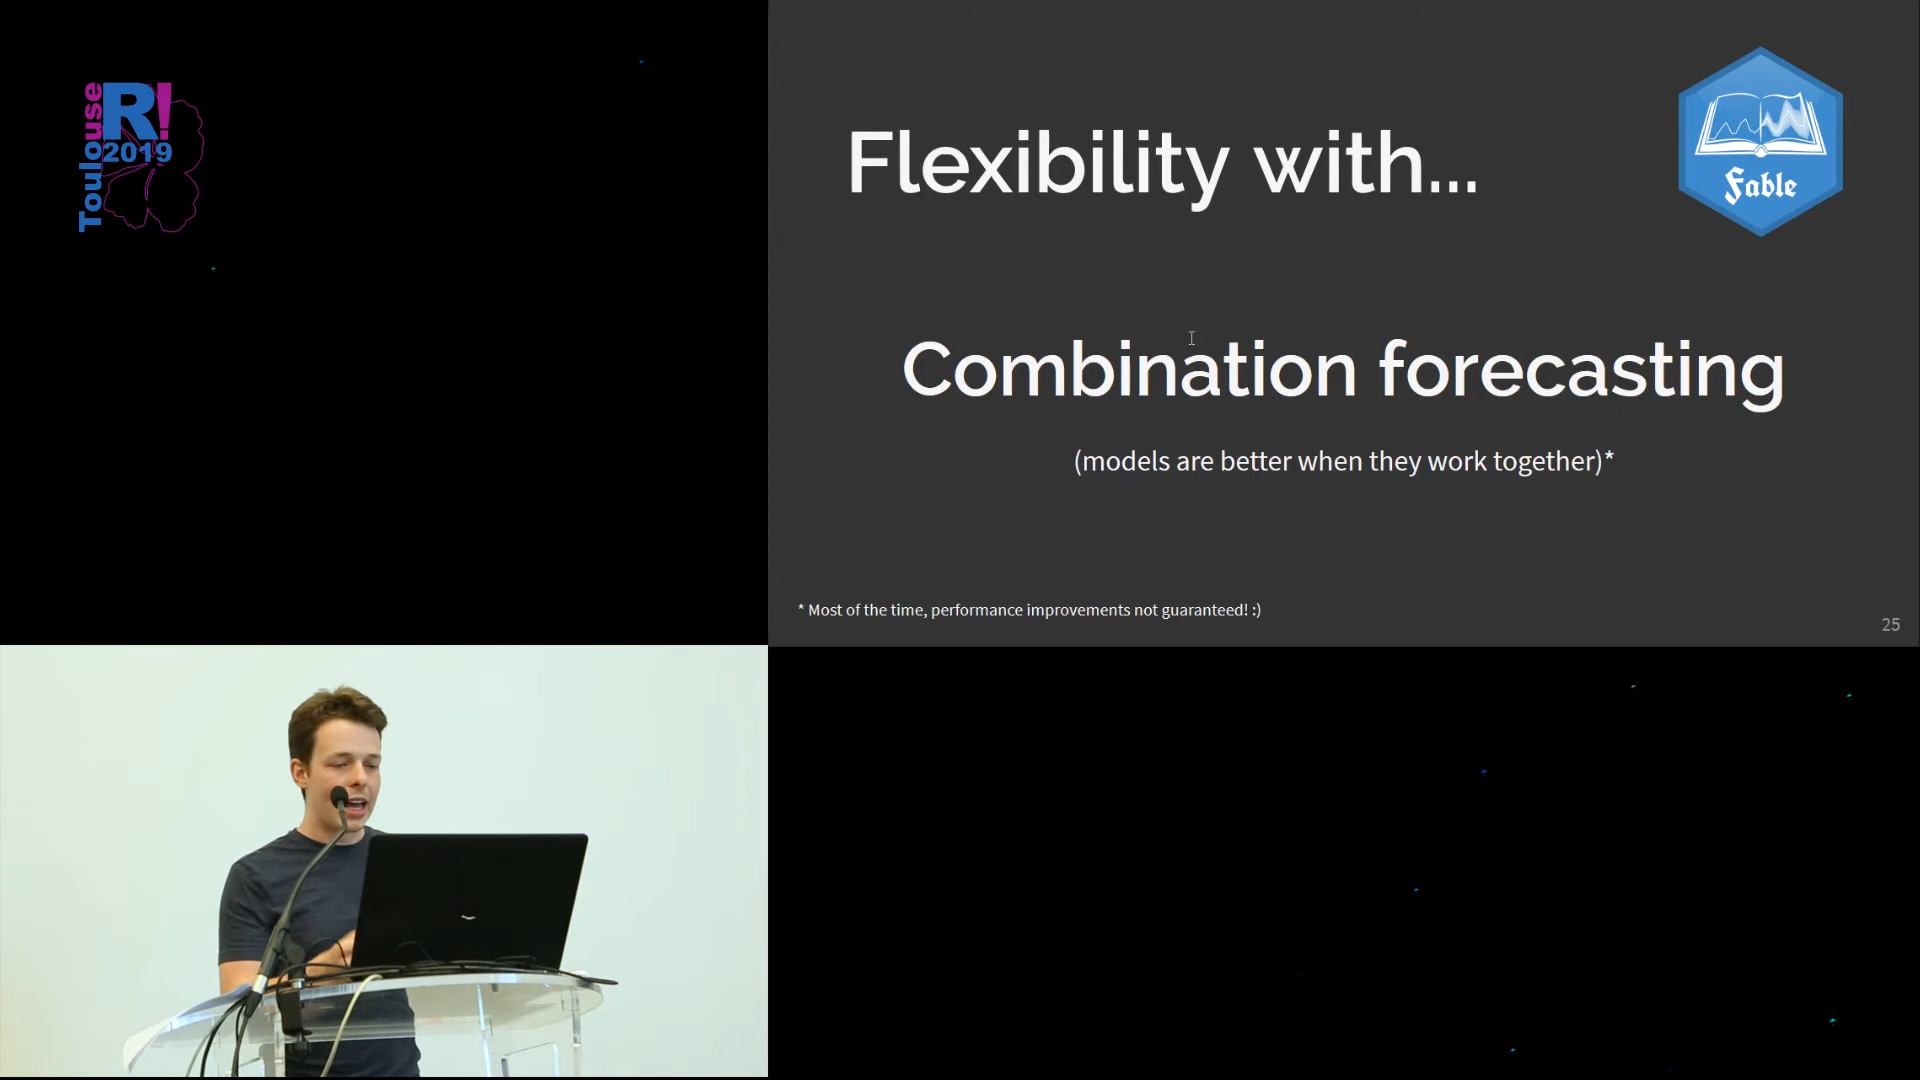 Toulouse
R!
2019
Flexibility with...
Fable
Combination forecasting
(models are better when they work together)*
* Most of the time, performance improvements not guaranteed! :)
25